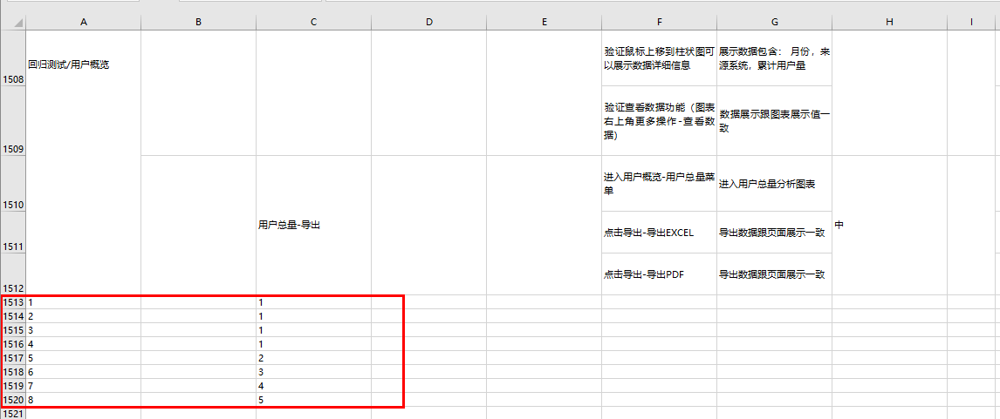 A B C D E F G H I
1508
回归测试/用户概览
验证鼠标上移到柱状图可
以展示数据详细信息
展示数据包含： 月份，来
源系统，累计用户量
1509
验证查看数据功能（图表
右上角更多操作-查看数
据）
数据展示跟图表展示值一
致
1510
进入用户概览-用户总量菜
单
进入用户总量分析图表
用户总量-导出
中
1511
点击导出-导出EXCEL
导出数据跟页面展示一致
1512
点击导出-导出PDF
导出数据跟页面展示一致
1513 1 1
1514 2 1
1515 3 1
1516 4 1
1517 5 2
1518 6 3
1519 7 4
1520 8 5
1521